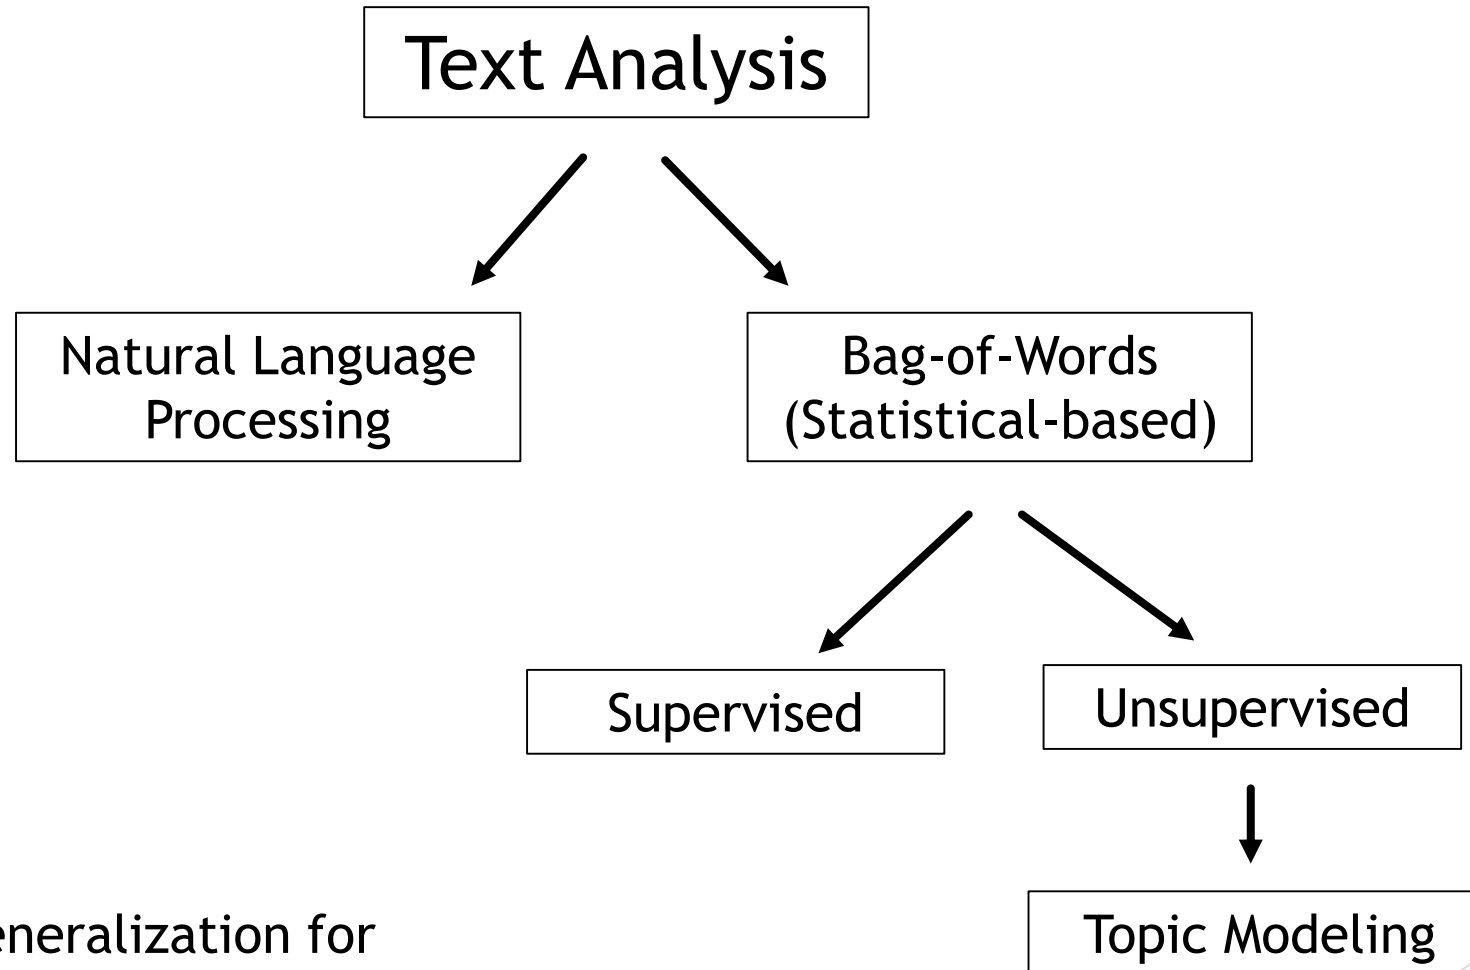 Text Analysis
Natural Language
Processing
Bag-of-Words
(Statistical-based)
Supervised
Unsupervised
Topic Modeling
eneralization for